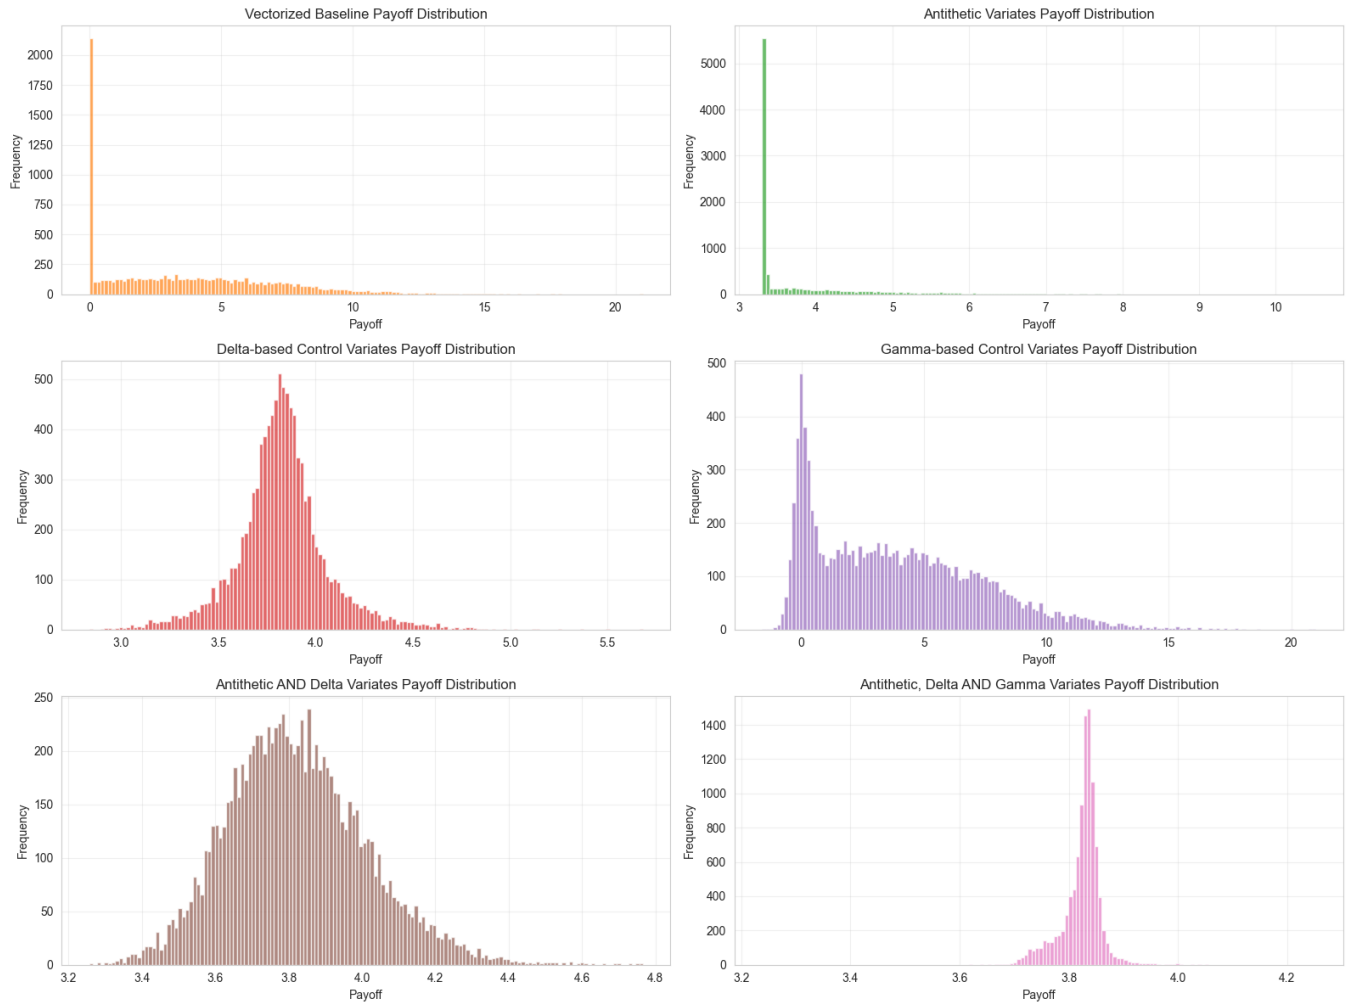 Vectorized Baseline Payoff Distribution
Frequency
2000
1750
1500
1250
1000
750
500
250
0
0 5 10 15 20
Payoff
Antithetic Variates Payoff Distribution
Frequency
5000
4000
3000
2000
1000
0
3 4 5 6 7 8 9 10
Payoff
Delta-based Control Variates Payoff Distribution
Frequency
500
400
300
200
100
0
3.0 3.5 4.0 4.5 5.0 5.5
Payoff
Gamma-based Control Variates Payoff Distribution
Frequency
500
400
300
200
100
0
0 5 10 15 20
Payoff
Antithetic AND Delta Variates Payoff Distribution
Frequency
250
200
150
100
50
0
3.2 3.4 3.6 3.8 4.0 4.2 4.4 4.6 4.8
Payoff
Antithetic, Delta AND Gamma Variates Payoff Distribution
Frequency
1400
1200
1000
800
600
400
200
0
3.2 3.4 3.6 3.8 4.0 4.2
Payoff